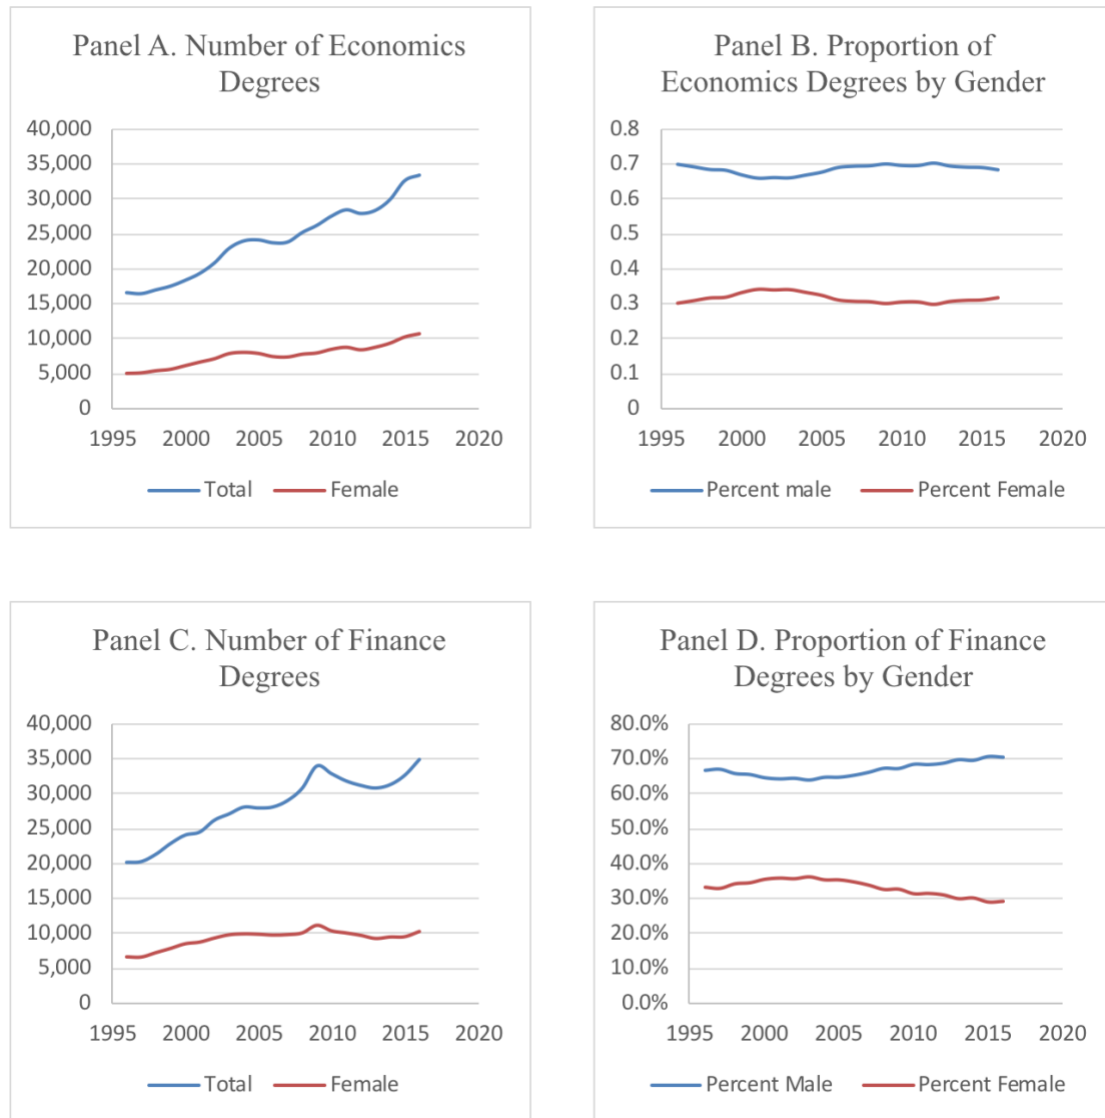 Panel A. Number of Economics
Degrees
40,000
35,000
30,000
25,000
20,000
15,000
10,000
5,000
0
1995 2000 2005 2010 2015 2020
Total Female
Panel B. Proportion of
Economics Degrees by Gender
0.8
0.7
0.6
0.5
0.4
0.3
0.2
0.1
0
1995 2000 2005 2010 2015 2020
Percent male Percent Female
Panel C. Number of Finance
Degrees
40,000
35,000
30,000
25,000
20,000
15,000
10,000
5,000
0
1995 2000 2005 2010 2015 2020
Total Female
Panel D. Proportion of Finance
Degrees by Gender
80.0%
70.0%
60.0%
50.0%
40.0%
30.0%
20.0%
10.0%
0.0%
1995 2000 2005 2010 2015 2020
Percent Male Percent Female